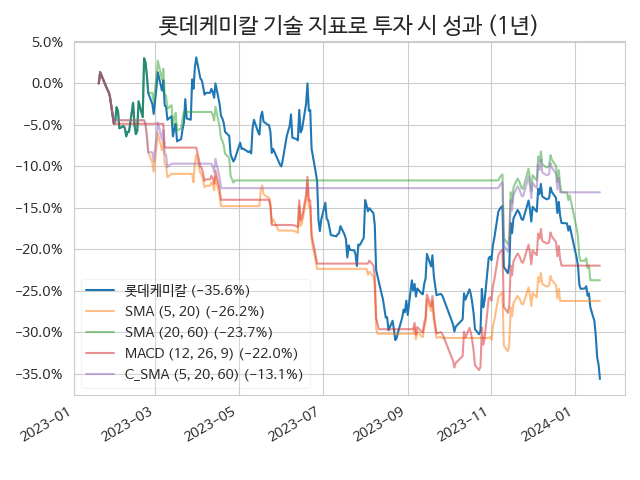 롯데케미칼 기술 지표로 투자 시 성과 (1년)
5.0%
0.0%
−5.0%
−10.0%
−15.0%
−20.0%
−25.0%
−30.0%
−35.0%
롯데케미칼 (−35.6%)
SMA (5, 20) (−26.2%)
SMA (20, 60) (−23.7%)
MACD (12, 26, 9) (−22.0%)
C_SMA (5, 20, 60) (−13.1%)
2023−01
2023−03
2023−05
2023−07
2023−09
2023−11
2024−01